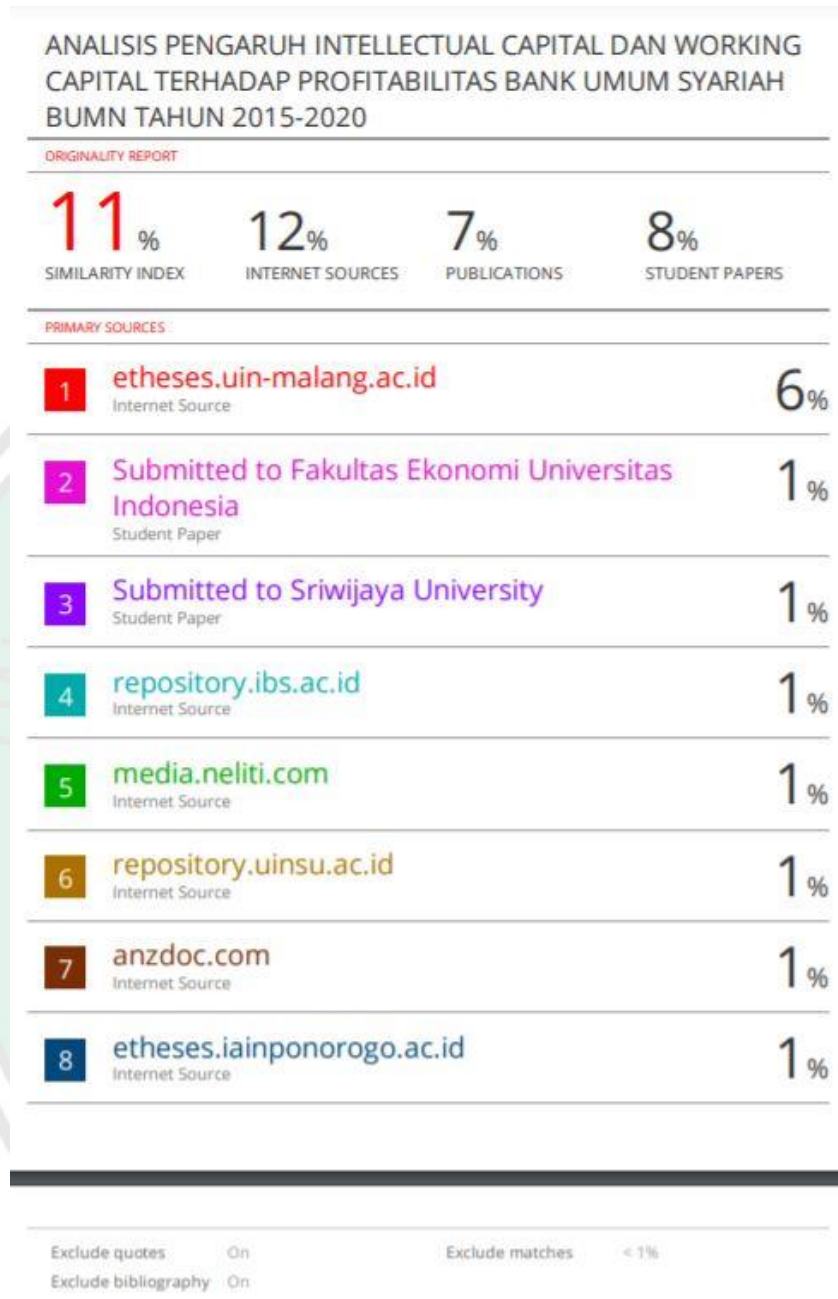 ANALISIS PENGARUH INTELLECTUAL CAPITAL DAN WORKING
CAPITAL TERHADAP PROFITABILITAS BANK UMUM SYARIAH
BUMN TAHUN 2015-2020
ORIGINALITY REPORT
11% 12% 7% 8%
SIMILARITY INDEX INTERNET SOURCES PUBLICATIONS STUDENT PAPERS
PRIMARY SOURCES
1 etheses.uin-malang.ac.id 6%
Internet Source
2 Submitted to Fakultas Ekonomi Universitas 1%
Indonesia
Student Paper
3 Submitted to Sriwijaya University 1%
Student Paper
4 repository.ibs.ac.id 1%
Internet Source
5 media.neliti.com 1%
Internet Source
6 repository.uinsu.ac.id 1%
Internet Source
7 anzdoc.com 1%
Internet Source
8 etheses.iainponorogo.ac.id 1%
Internet Source
Exclude quotes On Exclude matches < 1%
Exclude bibliography On